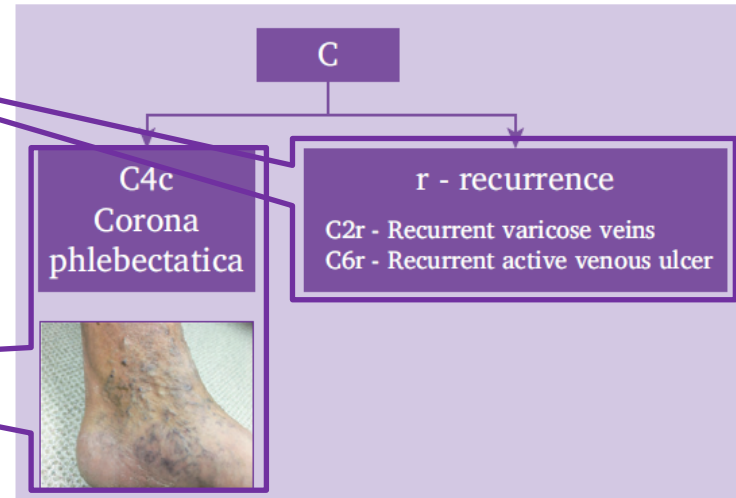 C
C4c
Corona
phlebectatica
r - recurrence
C2r - Recurrent varicose veins
C6r - Recurrent active venous ulcer